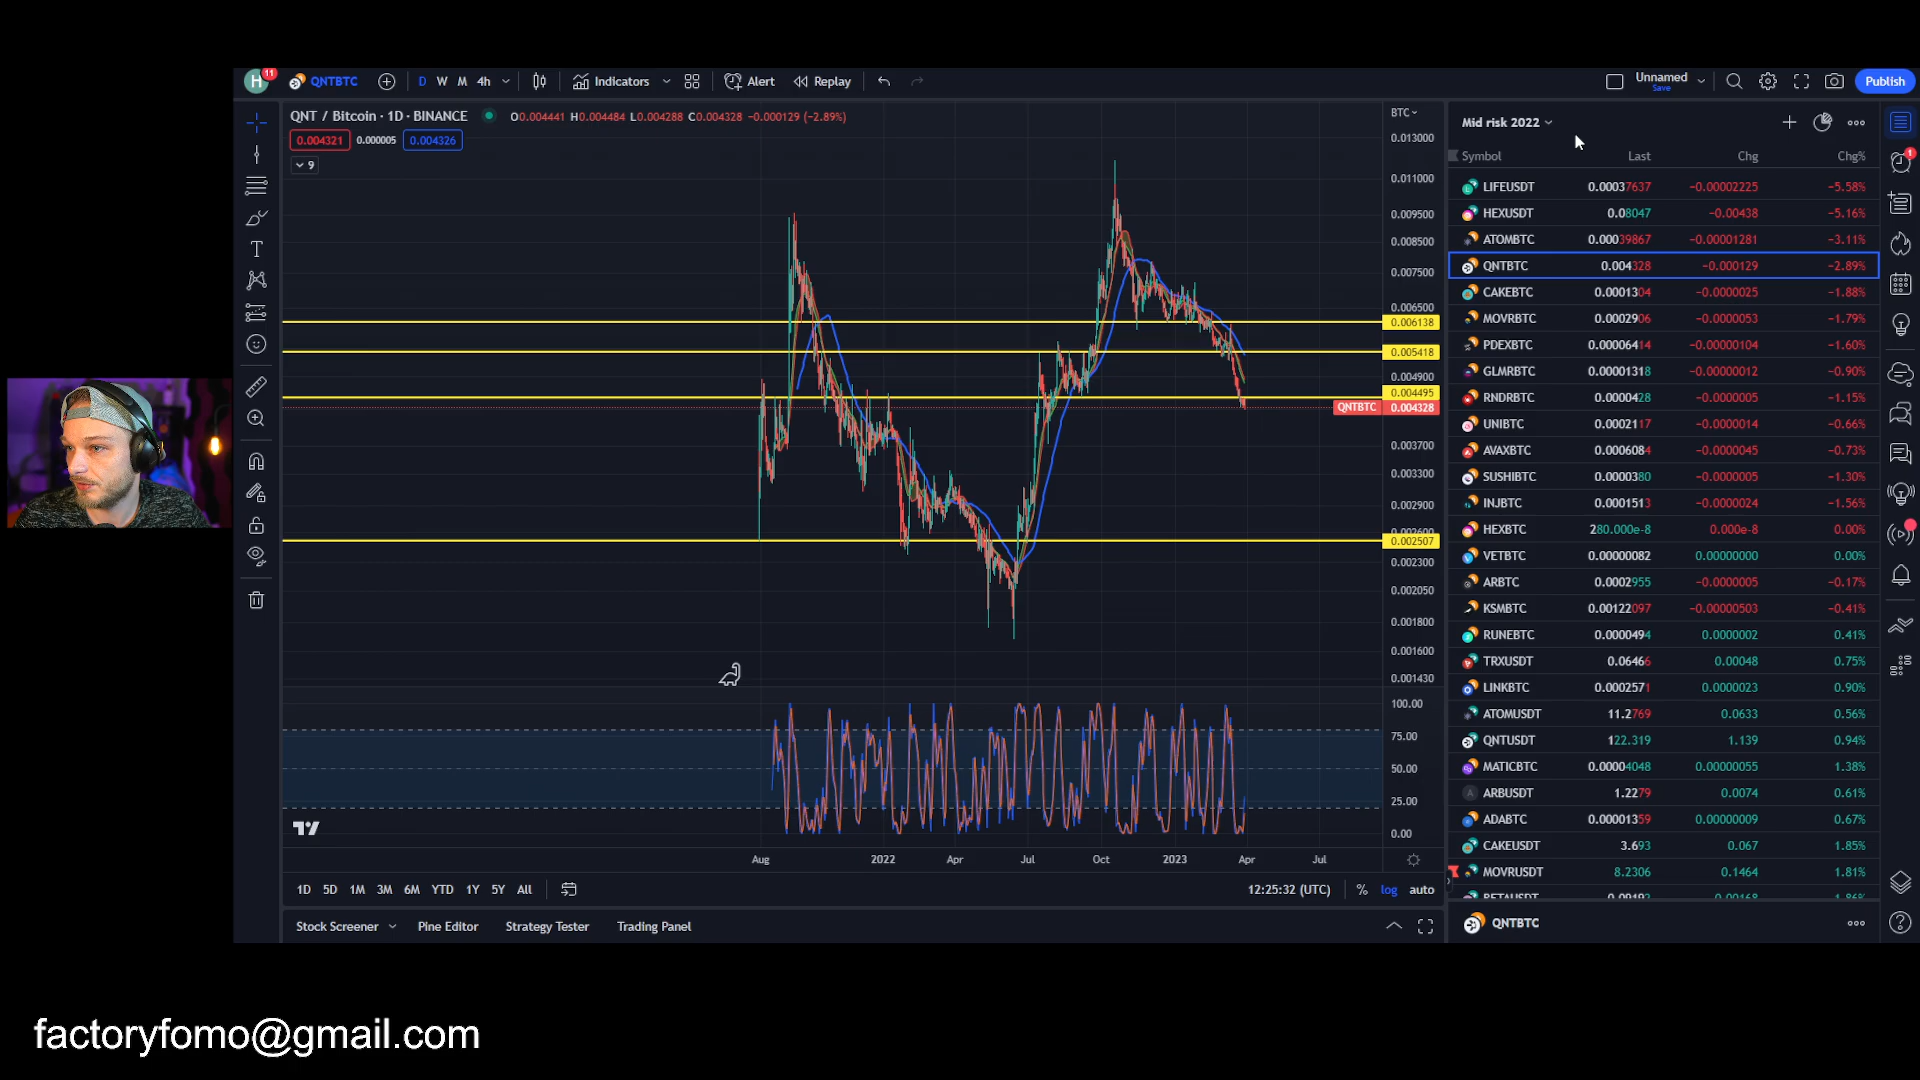 H
11
QNTBTC
D
W
M
4h
Indicators
Alert
Replay
Unnamed
Save
Publish
QNT / Bitcoin · 1D · BINANCE
O0.004441 H0.004484 L0.004288 C0.004328 −0.000129 (−2.89%)
0.004321
0.000005
0.004326
9
BTC
0.013000
0.011000
0.009500
0.008500
0.007500
0.006500
0.006138
0.005418
0.004900
0.004495
QNTBTC 0.004328
0.003700
0.003300
0.002900
0.002507
0.002300
0.002050
0.001800
0.001600
0.001430
100.00
75.00
50.00
25.00
0.00
Aug
2022
Apr
Jul
Oct
2023
Apr
Jul
1D 5D 1M 3M 6M YTD 1Y 5Y All
12:25:32 (UTC)
%
log
auto
Stock Screener
Pine Editor
Strategy Tester
Trading Panel
Mid risk 2022
Symbol Last Chg Chg%
LIFEUSDT 0.00037637 −0.00002225 −5.58%
HEXUSDT 0.08047 −0.00438 −5.16%
ATOMBTC 0.00039867 −0.00001281 −3.11%
QNTBTC 0.004328 −0.000129 −2.89%
CAKEBTC 0.0001304 −0.0000025 −1.88%
MOVRBTC 0.0002906 −0.0000053 −1.79%
PDEXBTC 0.00006414 −0.00000104 −1.60%
GLMRBTC 0.00001318 −0.00000012 −0.90%
RNDRBTC 0.0000428 −0.0000005 −1.15%
UNIBTC 0.0002117 −0.0000014 −0.66%
AVAXBTC 0.0006084 −0.0000045 −0.73%
SUSHIBTC 0.0000380 −0.0000005 −1.30%
INJBTC 0.0001513 −0.0000024 −1.56%
HEXBTC 280.000e-8 0.000e-8 0.00%
VETBTC 0.00000082 0.00000000 0.00%
ARBTC 0.0002955 −0.0000005 −0.17%
KSMBTC 0.00122097 −0.00000503 −0.41%
RUNEBTC 0.0000494 0.0000002 0.41%
TRXUSDT 0.06466 0.00048 0.75%
LINKBTC 0.0002571 0.0000023 0.90%
ATOMUSDT 11.2769 0.0633 0.56%
QNTUSDT 122.319 1.139 0.94%
MATICBTC 0.00004048 0.00000055 1.38%
A
ARBUSDT 1.2279 0.0074 0.61%
ADABTC 0.00001359 0.00000009 0.67%
CAKEUSDT 3.693 0.067 1.85%
MOVRUSDT 8.2306 0.1464 1.81%
QNTBTC
1
factoryfomo@gmail.com